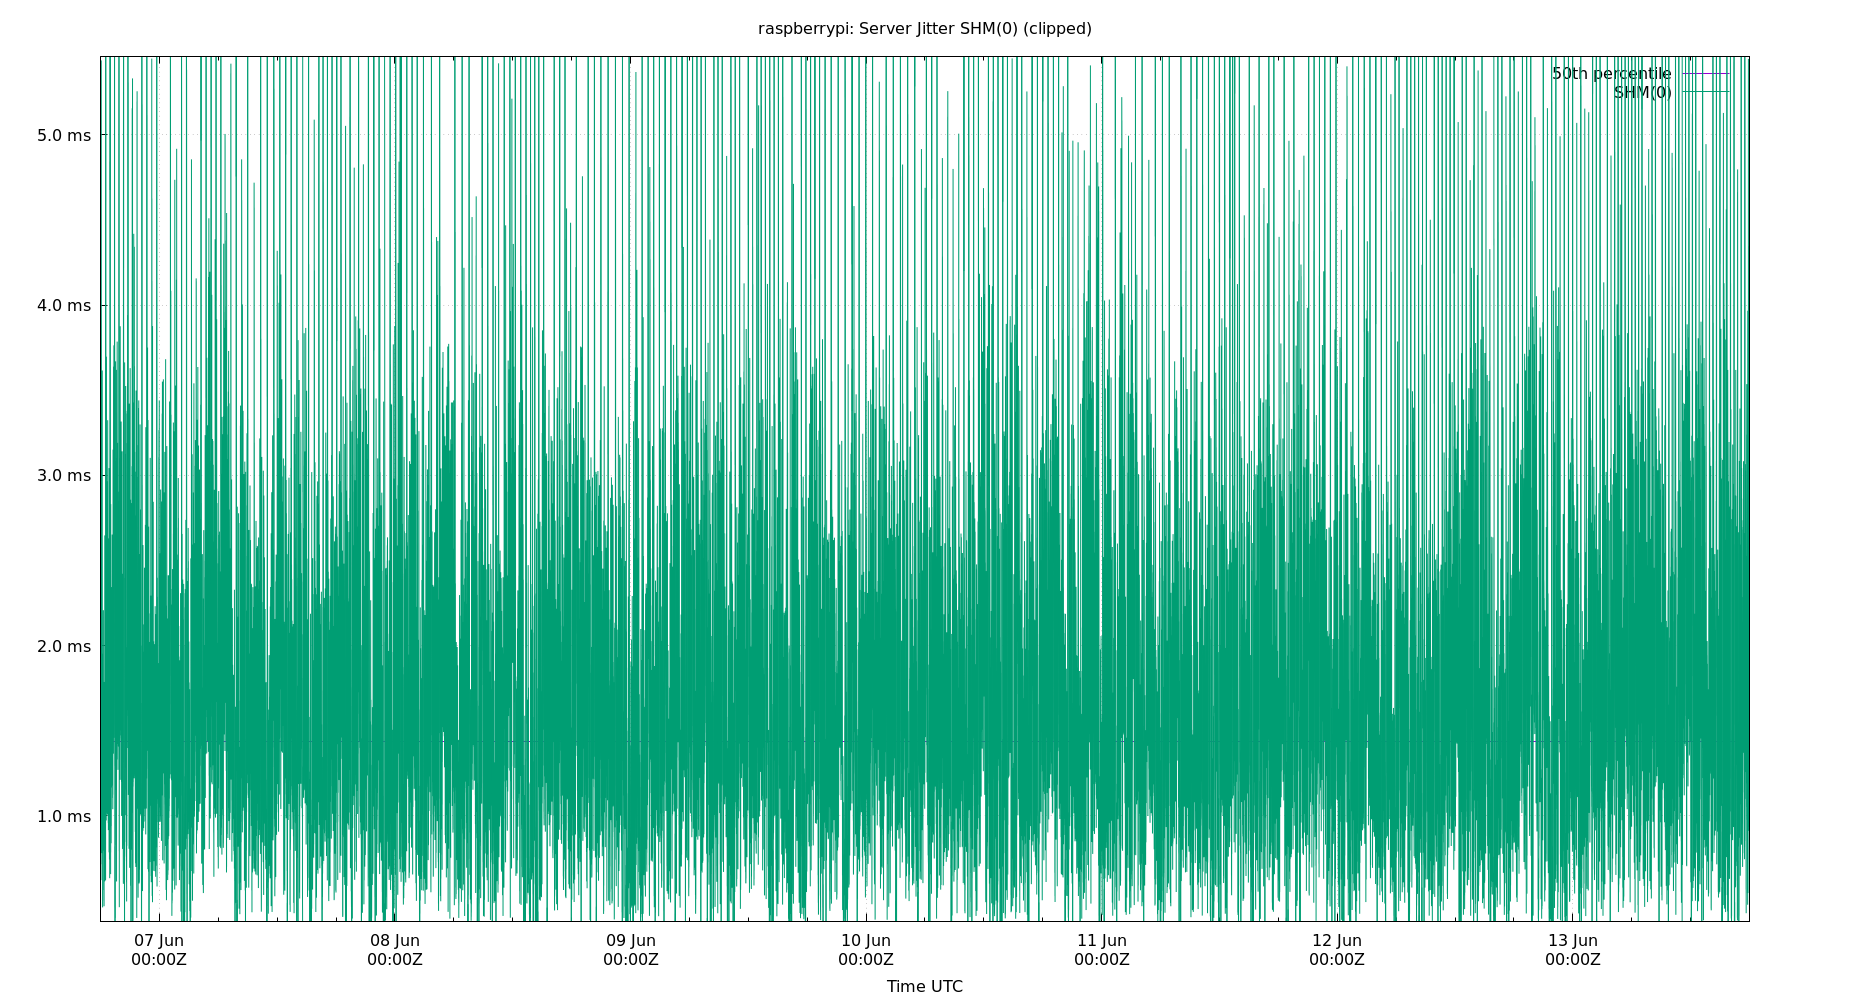 raspberrypi: Server Jitter SHM(0) (clipped)
50th percentile
SHM(0)
5.0 ms
4.0 ms
3.0 ms
2.0 ms
1.0 ms
07 Jun 08 Jun 09 Jun 10 Jun 11 Jun 12 Jun 13 Jun
00:00Z 00:00Z 00:00Z 00:00Z 00:00Z 00:00Z 00:00Z
Time UTC